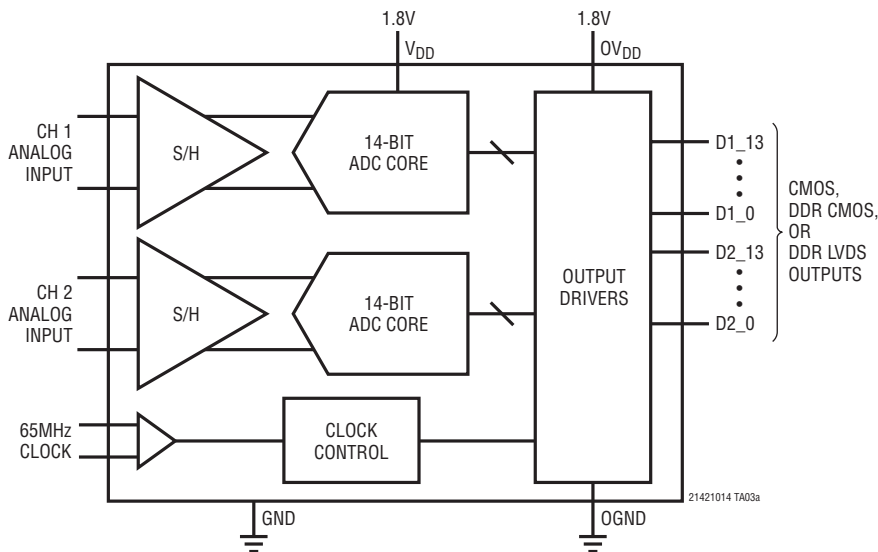 1.8V
1.8V
VDD
OVDD
CH 1
ANALOG
INPUT
S/H
14-BIT
ADC CORE
D1_13
D1_0
CMOS,
DDR CMOS,
OR
DDR LVDS
OUTPUTS
CH 2
ANALOG
INPUT
S/H
14-BIT
ADC CORE
OUTPUT
DRIVERS
D2_13
D2_0
65MHz
CLOCK
CLOCK
CONTROL
21421014 TA03a
GND
OGND